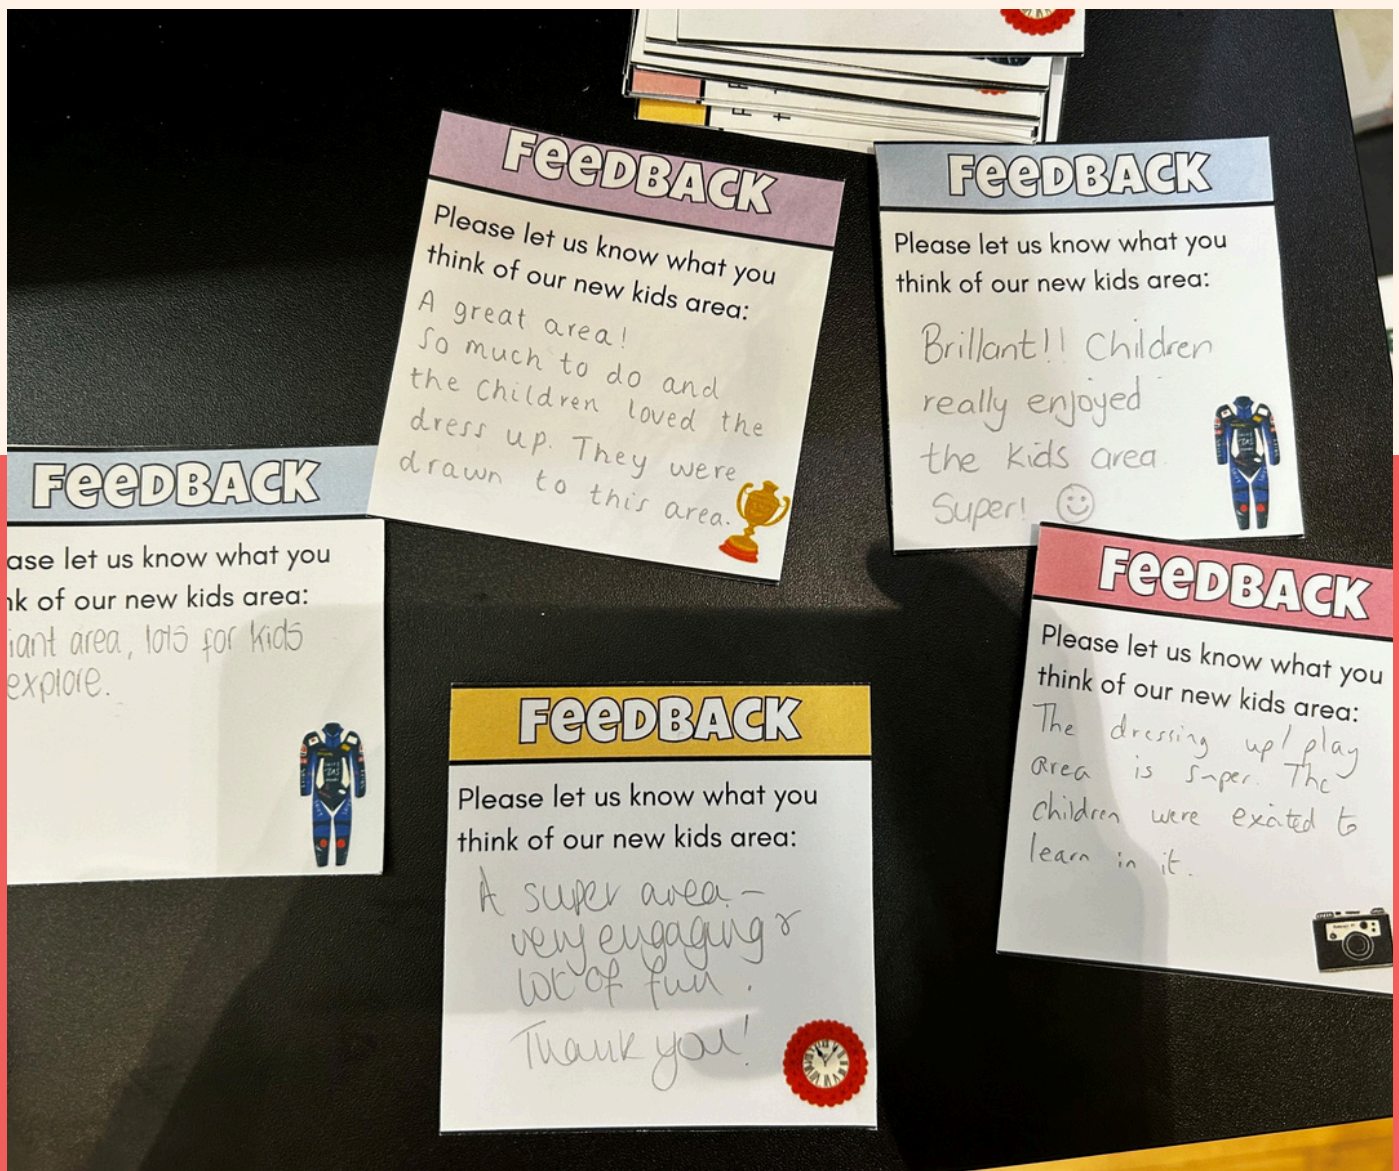 FeeDBACK
Please let us know what you
think of our new kids area:
A great area!
So much to do and
the children loved the
dress up. They were
drawn to this area.
FeeDBACK
Please let us know what you
think of our new kids area:
Brillant!! Children
really enjoyed
the kids area
Super!
FeeDBACK
ase let us know what you
nk of our new kids area:
iant area, lots for kids
explore.
FeeDBACK
Please let us know what you
think of our new kids area:
A super area -
very engaging &
lot of fun.
Thank you!
FeeDBACK
Please let us know what you
think of our new kids area:
The dressing up/play
area is super. The
children were exicted to
learn in it.